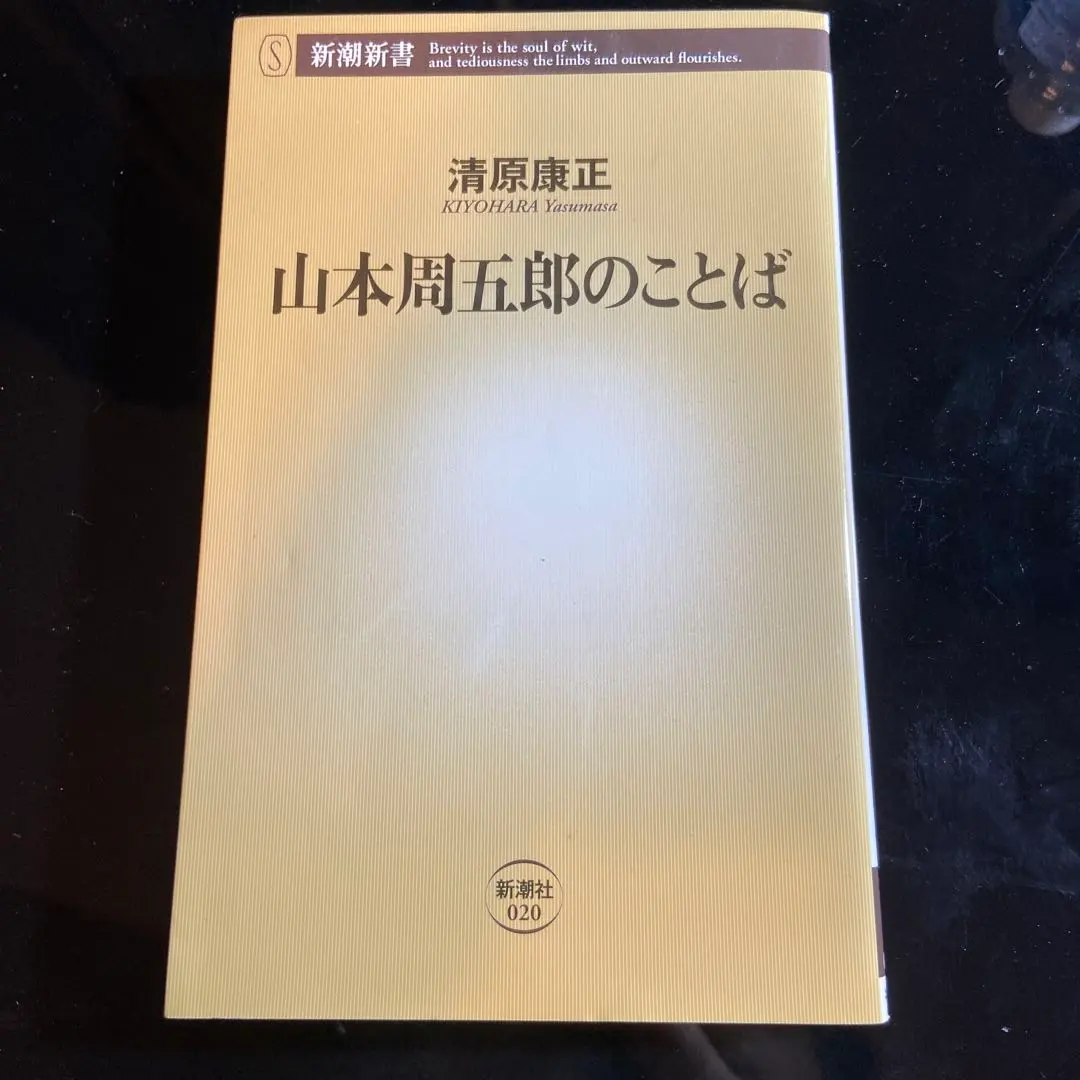 S
新潮新書
Brevity is the soul of wit,
and tediousness the limbs and outward flourishes.
清原康正
KIYOHARA Yasumasa
山本周五郎のことば
新潮社
020